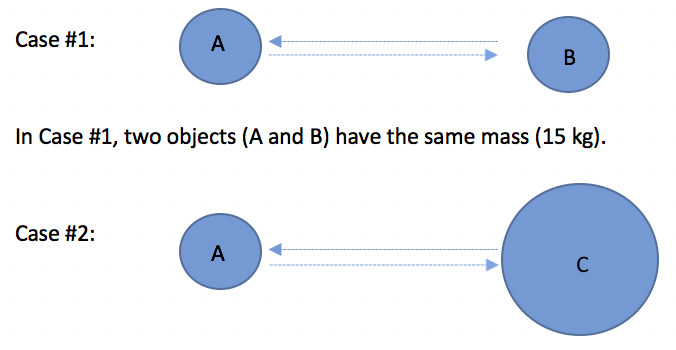 Case #1:
A
B
In Case #1, two objects (A and B) have the same mass (15 kg).
Case #2:
A
C